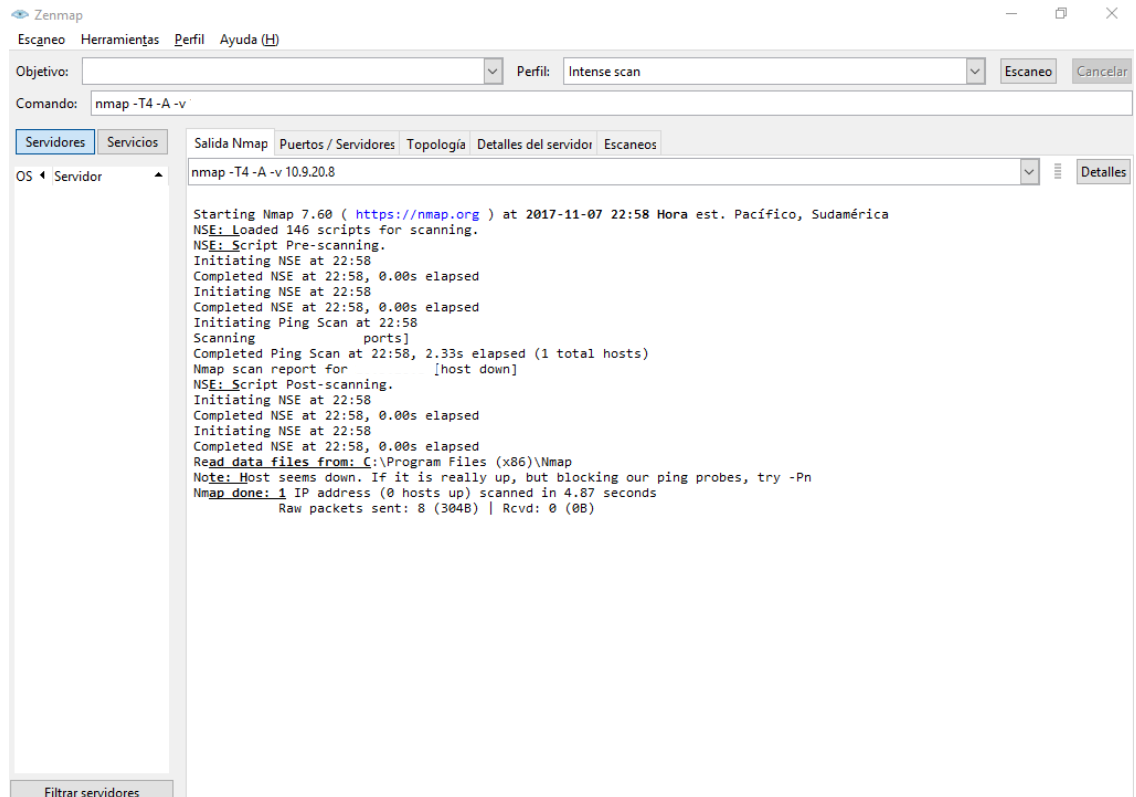 Zenmap
Escaneo Herramientas Perfil Ayuda (H)
Objetivo: Perfil: Intense scan Escaneo Cancelar
Comando: nmap -T4 -A -v
Servidores Servicios Salida Nmap Puertos / Servidores Topología Detalles del servidor Escaneos
OS Servidor nmap -T4 -A -v 10.9.20.8 Detalles
Starting Nmap 7.60 ( https://nmap.org ) at 2017-11-07 22:58 Hora est. Pacífico, Sudamérica
NSE: Loaded 146 scripts for scanning.
NSE: Script Pre-scanning.
Initiating NSE at 22:58
Completed NSE at 22:58, 0.00s elapsed
Initiating NSE at 22:58
Completed NSE at 22:58, 0.00s elapsed
Initiating Ping Scan at 22:58
Scanning ports]
Completed Ping Scan at 22:58, 2.33s elapsed (1 total hosts)
Nmap scan report for [host down]
NSE: Script Post-scanning.
Initiating NSE at 22:58
Completed NSE at 22:58, 0.00s elapsed
Initiating NSE at 22:58
Completed NSE at 22:58, 0.00s elapsed
Read data files from: C:\Program Files (x86)\Nmap
Note: Host seems down. If it is really up, but blocking our ping probes, try -Pn
Nmap done: 1 IP address (0 hosts up) scanned in 4.87 seconds
Raw packets sent: 8 (304B) | Rcvd: 0 (0B)
Filtrar servidores